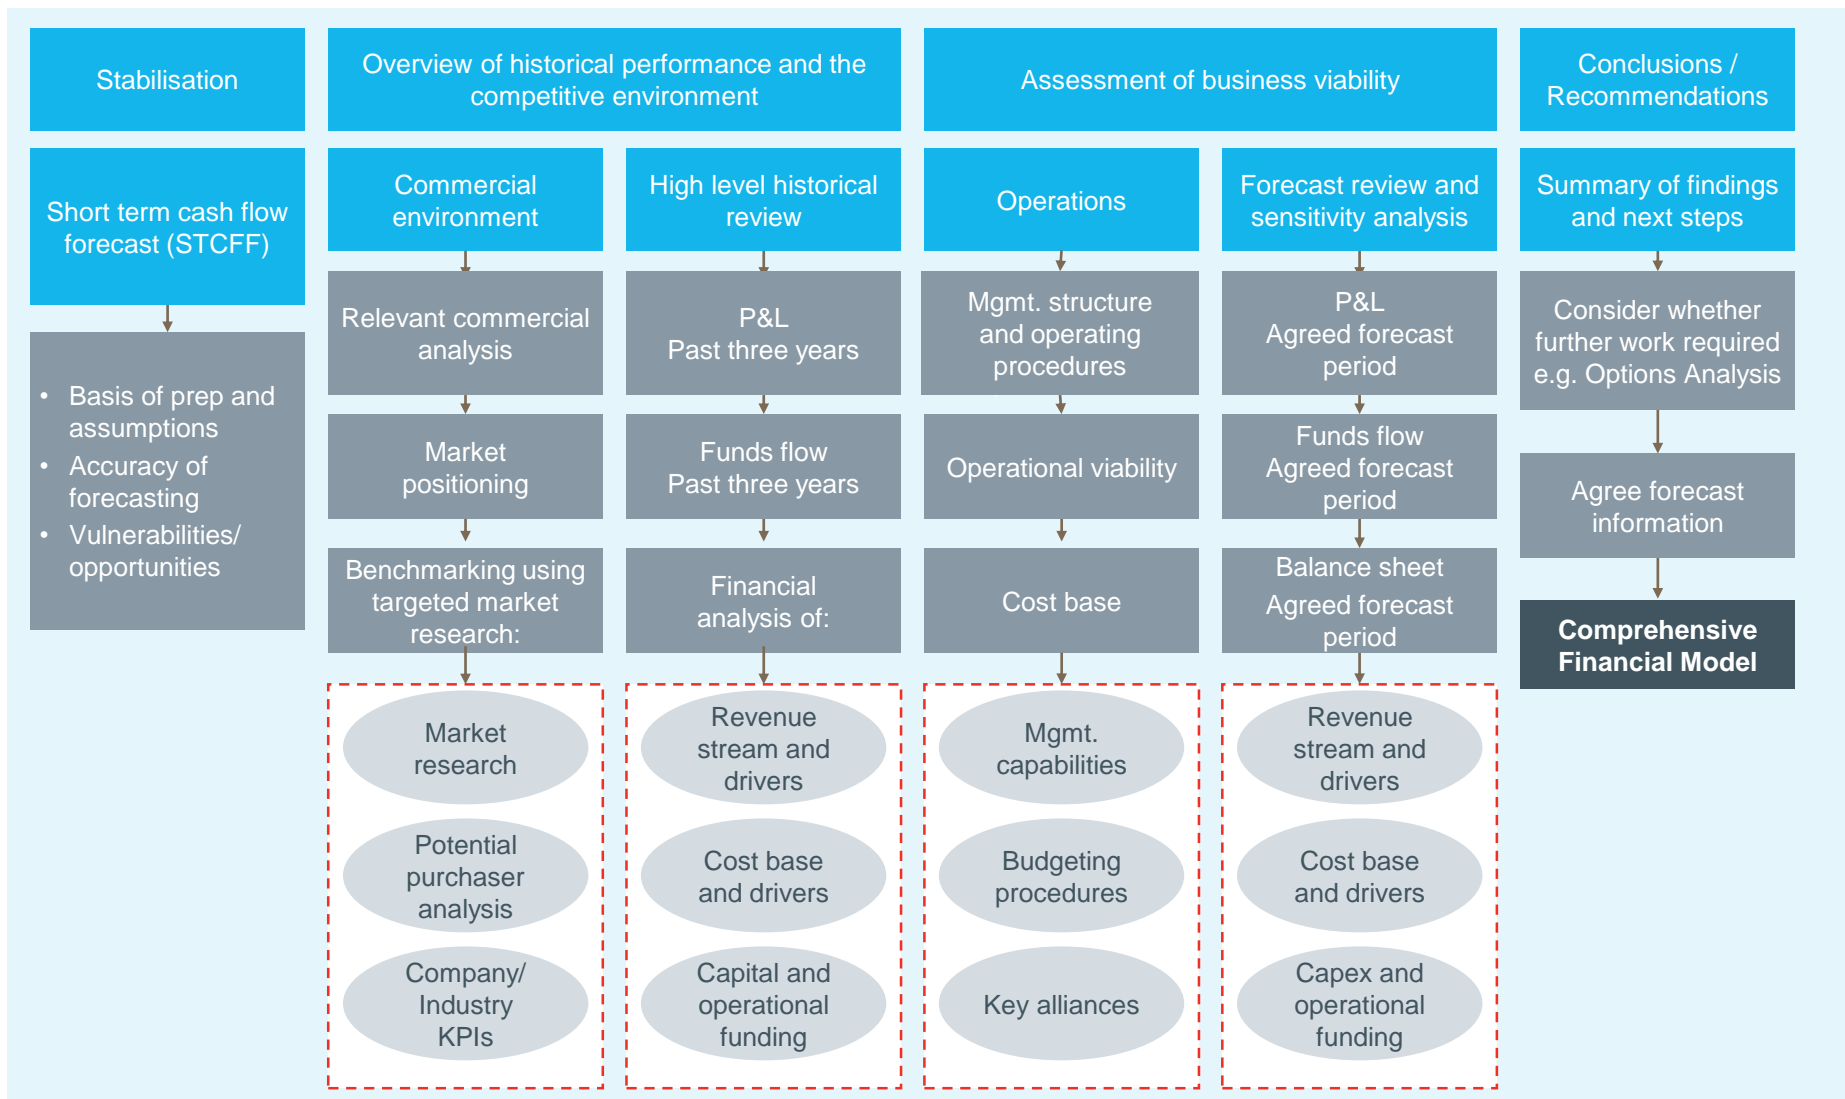 Stabilisation
Overview of historical performance and the
competitive environment
Assessment of business viability
Conclusions /
Recommendations
Short term cash flow
forecast (STCFF)
• Basis of prep and
assumptions
• Accuracy of
forecasting
• Vulnerabilities/
opportunities
Commercial
environment
Relevant commercial
analysis
Market
positioning
Benchmarking using
targeted market
research:
Market
research
Potential
purchaser
analysis
Company/
Industry
KPIs
High level historical
review
P&L
Past three years
Funds flow
Past three years
Financial
analysis of:
Revenue
stream and
drivers
Cost base
and drivers
Capital and
operational
funding
Operations
Mgmt. structure
and operating
procedures
Operational viability
Cost base
Mgmt.
capabilities
Budgeting
procedures
Key alliances
Forecast review and
sensitivity analysis
P&L
Agreed forecast
period
Funds flow
Agreed forecast
period
Balance sheet
Agreed forecast
period
Revenue
stream and
drivers
Cost base
and drivers
Capex and
operational
funding
Summary of findings
and next steps
Consider whether
further work required
e.g. Options Analysis
Agree forecast
information
Comprehensive
Financial Model